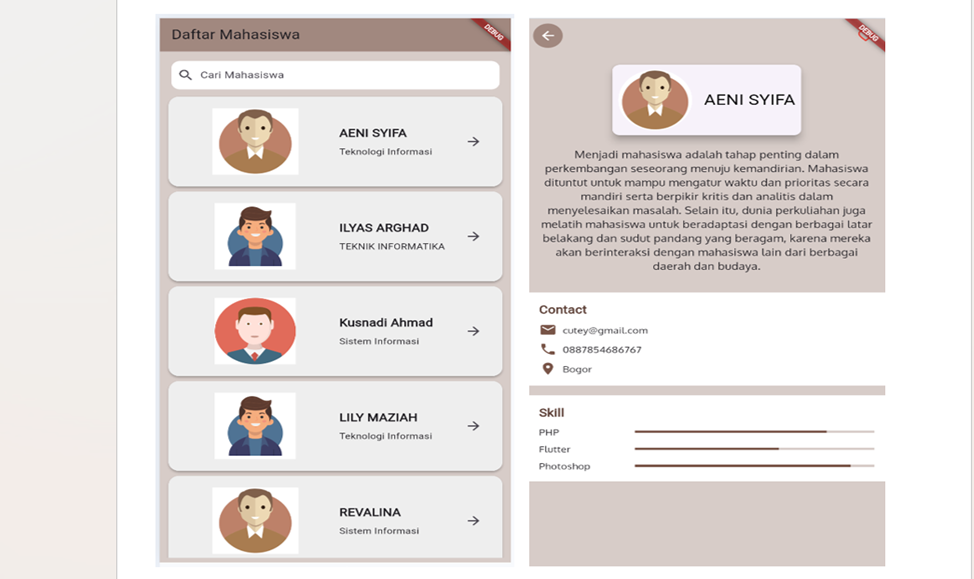 Daftar Mahasiswa
DEBUG
Cari Mahasiswa
AENI SYIFA
Teknologi Informasi
ILYAS ARGHAD
TEKNIK INFORMATIKA
Kusnadi Ahmad
Sistem Informasi
LILY MAZIAH
Teknologi Informasi
REVALINA
Sistem Informasi
DEBUG
AENI SYIFA
Menjadi mahasiswa adalah tahap penting dalam
perkembangan seseorang menuju kemandirian. Mahasiswa
dituntut untuk mampu mengatur waktu dan prioritas secara
mandiri serta berpikir kritis dan analitis dalam
menyelesaikan masalah. Selain itu, dunia perkuliahan juga
melatih mahasiswa untuk beradaptasi dengan berbagai latar
belakang dan sudut pandang yang beragam, karena mereka
akan berinteraksi dengan mahasiswa lain dari berbagai
daerah dan budaya.
Contact
cutey@gmail.com
0887854686767
Bogor
Skill
PHP
Flutter
Photoshop